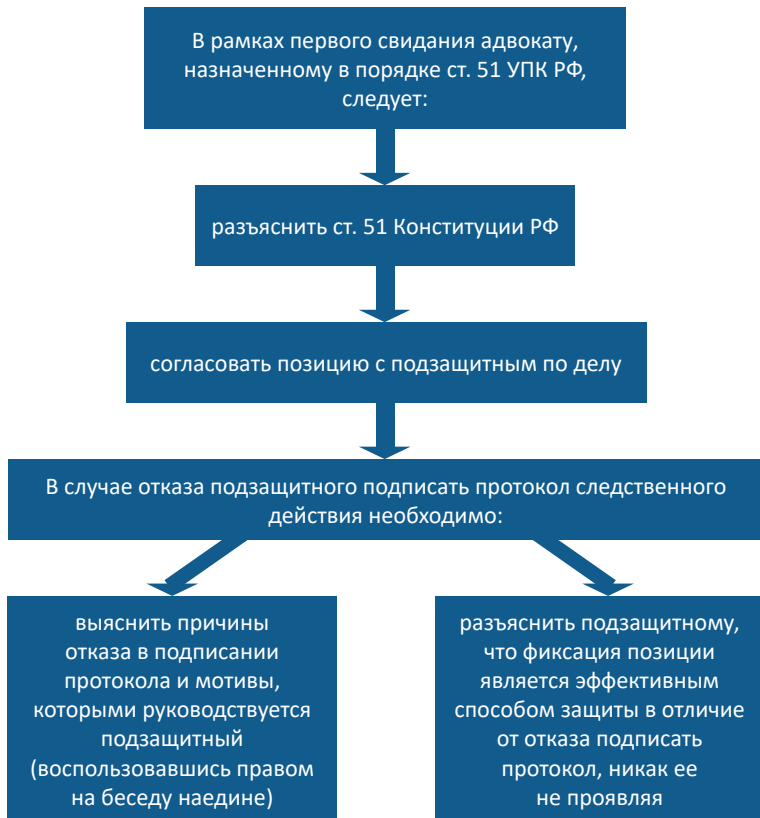 В рамках первого свидания адвокату,
назначенному в порядке ст. 51 УПК РФ,
следует:
разъяснить ст. 51 Конституции РФ
согласовать позицию с подзащитным по делу
В случае отказа подзащитного подписать протокол следственного
действия необходимо:
выяснить причины
отказа в подписании
протокола и мотивы,
которыми руководствуется
подзащитный
(воспользовавшись правом
на беседу наедине)
разъяснить подзащитному,
что фиксация позиции
является эффективным
способом защиты в отличие
от отказа подписать
протокол, никак ее
не проявляя